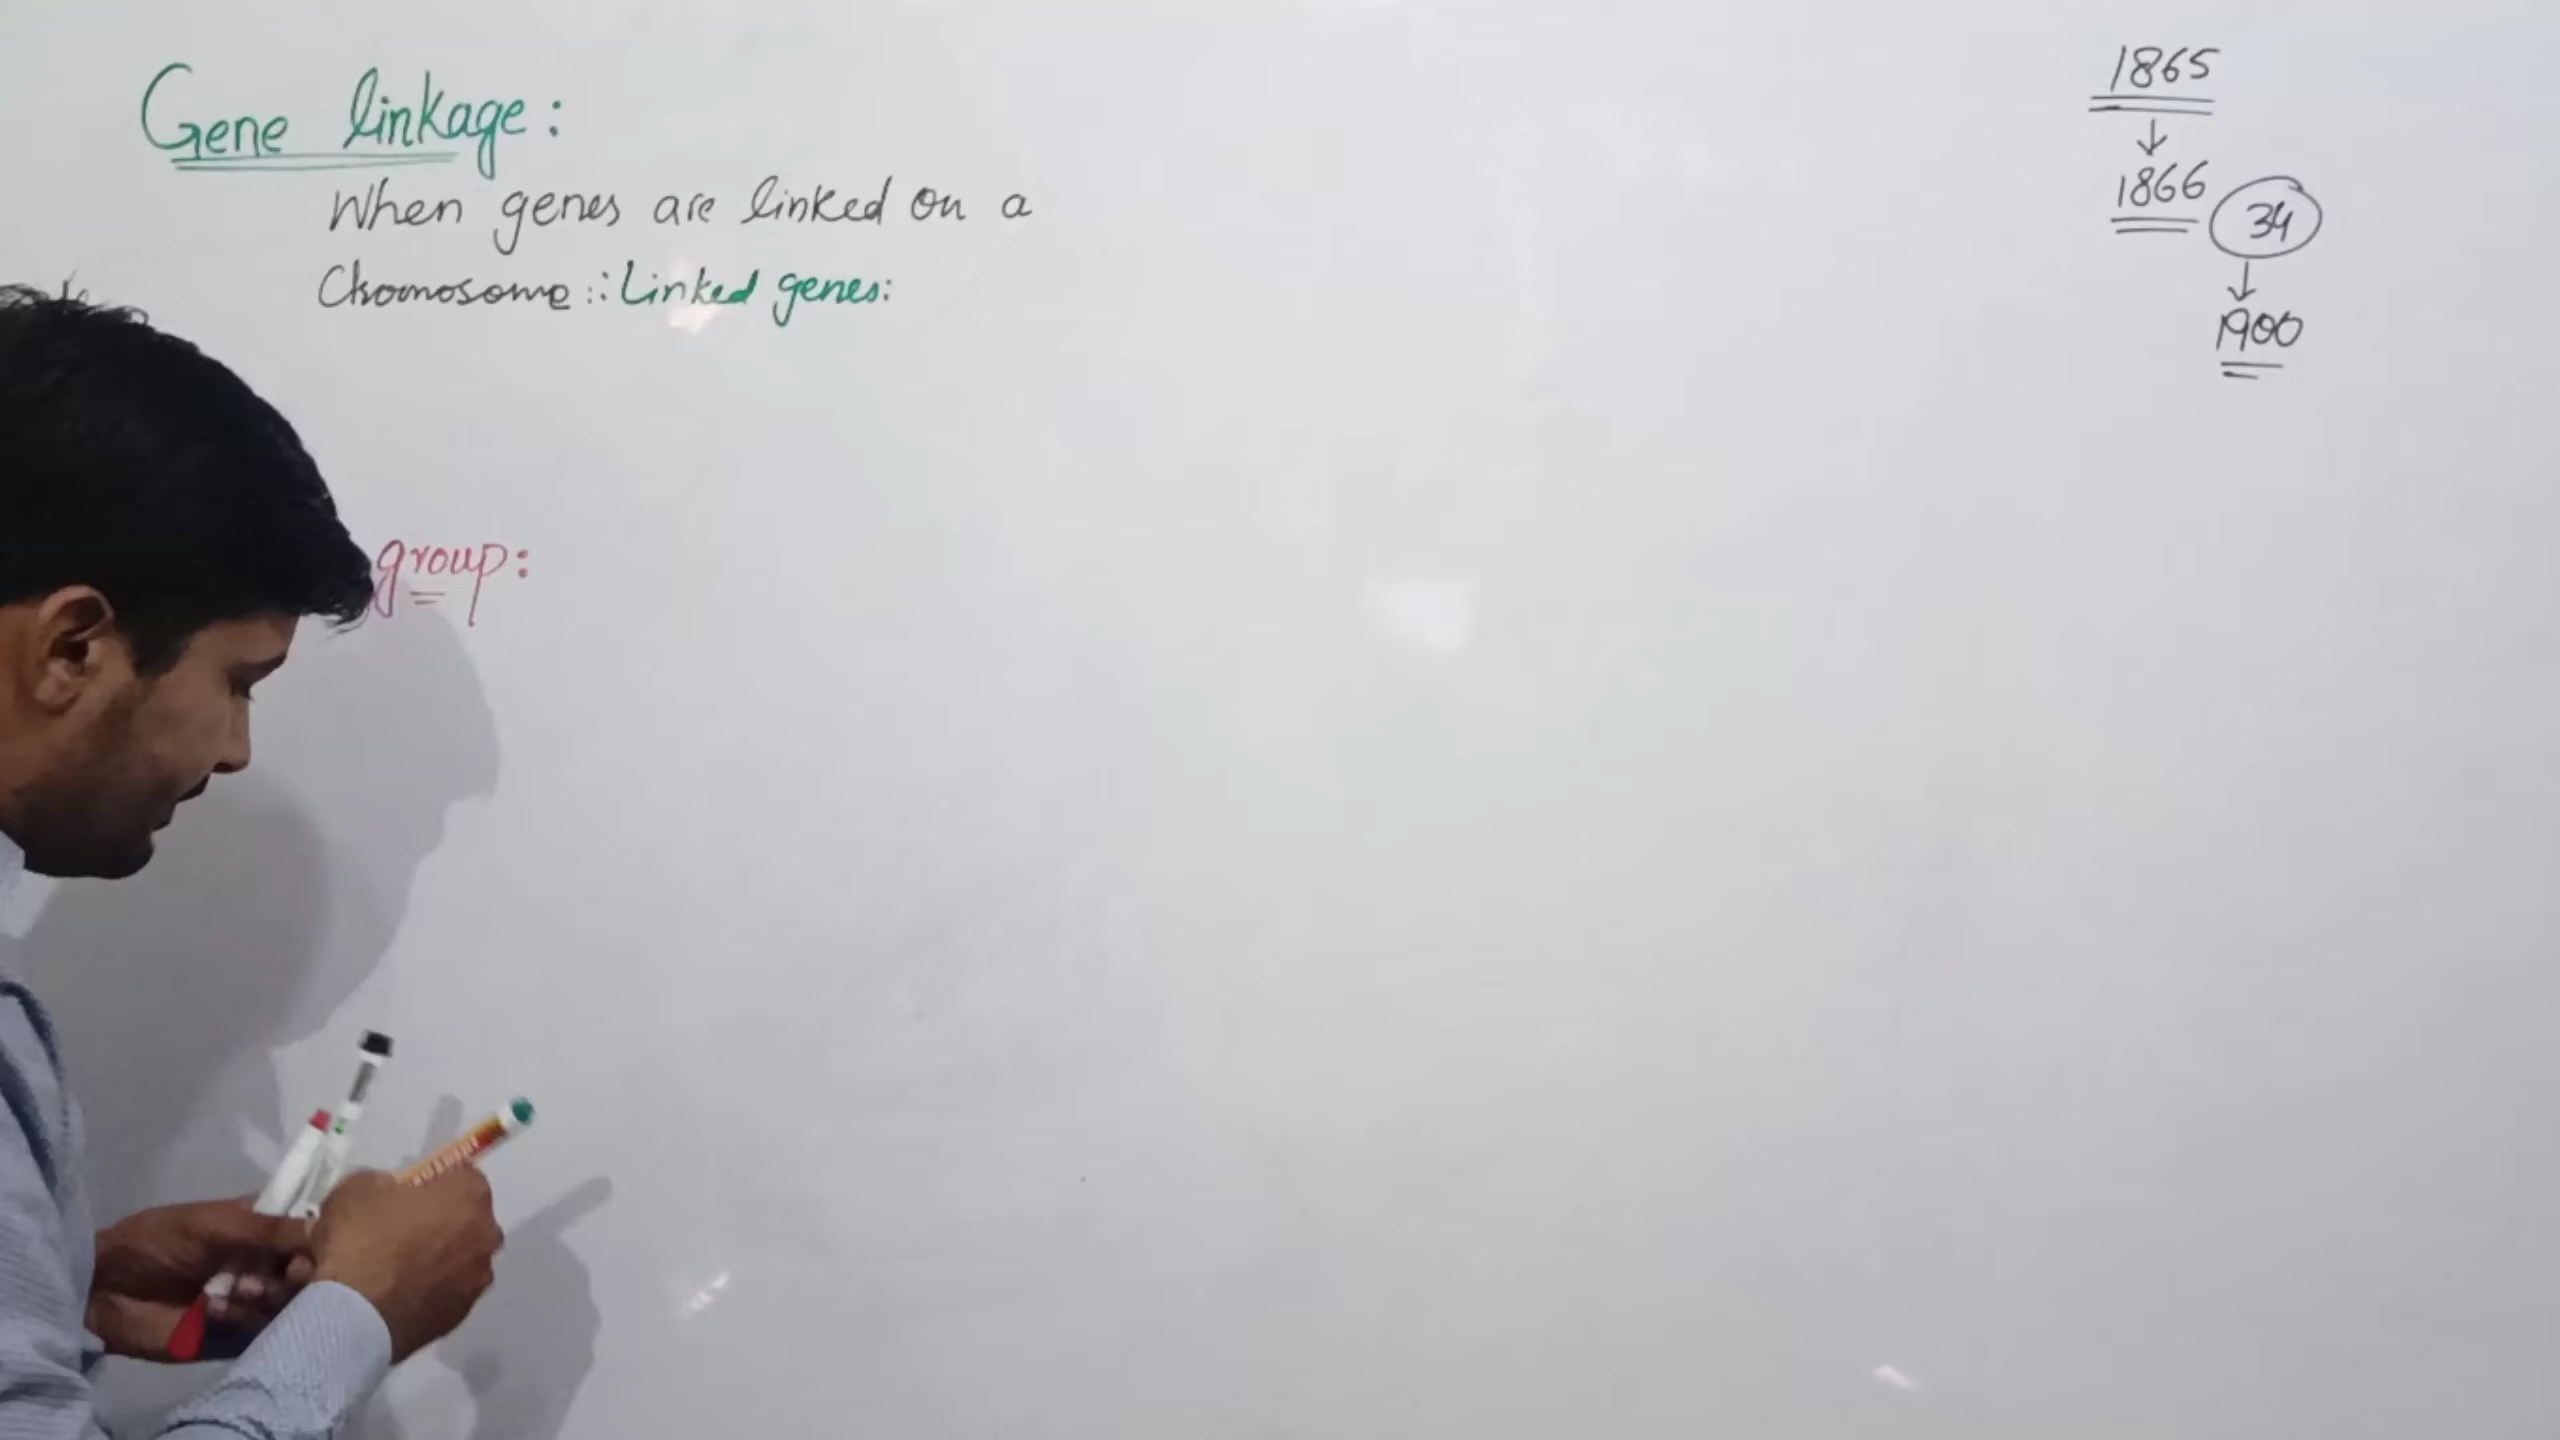 Gene linkage:
When genes are linked on a
Chromosome :: Linked genes:
group:
1865
↓
1866
34
↓
1900